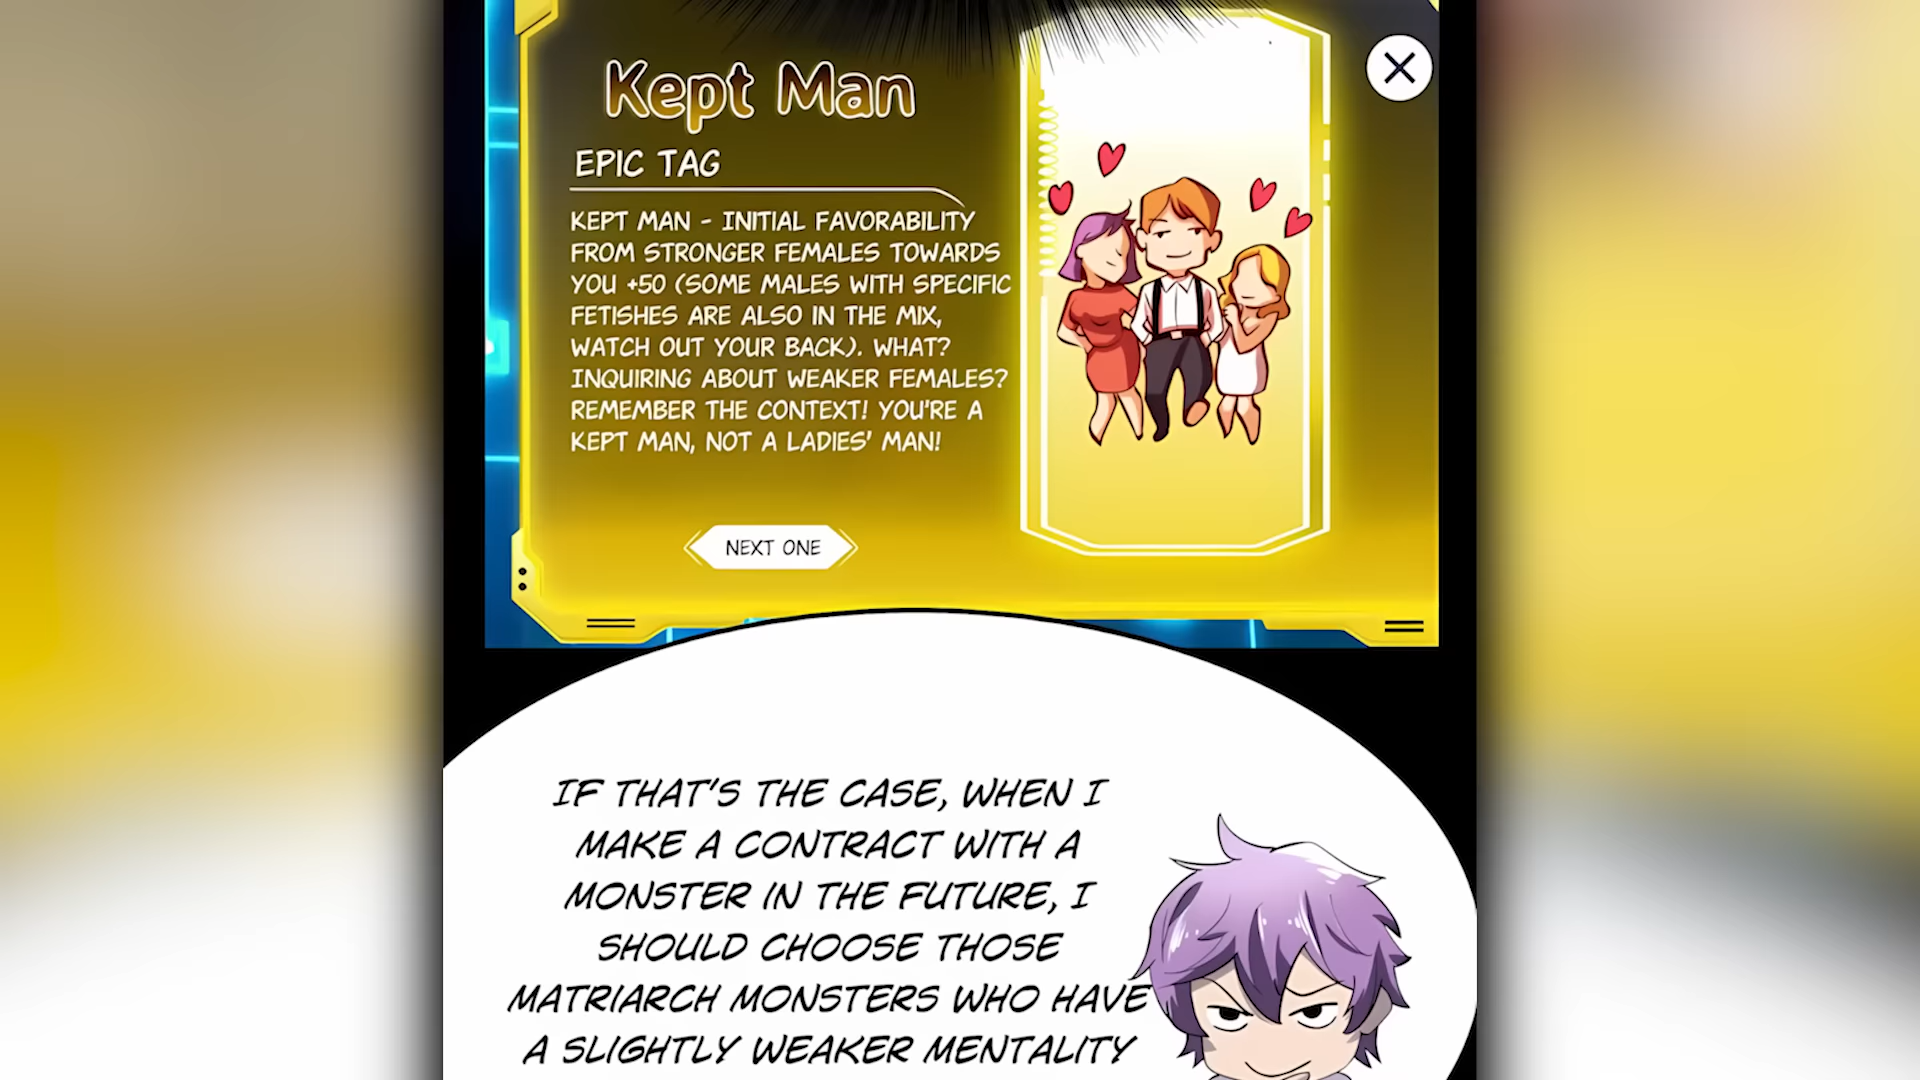 Kept Man
EPIC TAG
KEPT MAN - INITIAL FAVORABILITY
FROM STRONGER FEMALES TOWARDS
YOU +50 (SOME MALES WITH SPECIFIC
FETISHES ARE ALSO IN THE MIX,
WATCH OUT YOUR BACK). WHAT?
INQUIRING ABOUT WEAKER FEMALES?
REMEMBER THE CONTEXT! YOU'RE A
KEPT MAN, NOT A LADIES' MAN!
NEXT ONE
IF THAT'S THE CASE, WHEN I
MAKE A CONTRACT WITH A
MONSTER IN THE FUTURE, I
SHOULD CHOOSE THOSE
MATRIARCH MONSTERS WHO HAVE
A SLIGHTLY WEAKER MENTALITY